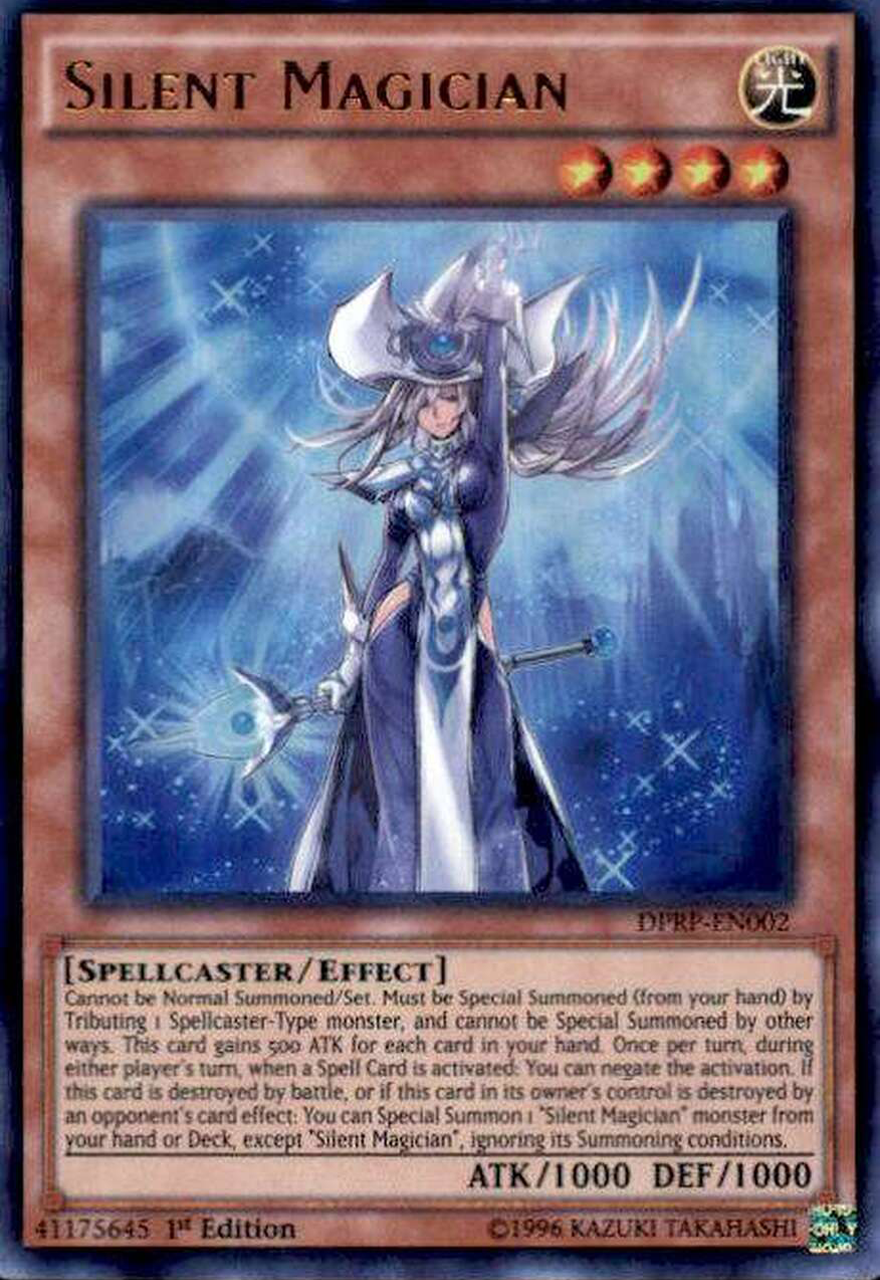 SILENT MAGICIAN
LIGHT
光
DPRP-EN002
[SPELLCASTER/EFFECT]
Cannot be Normal Summoned/Set. Must be Special Summoned (from your hand) by
Tributing 1 Spellcaster-Type monster, and cannot be Special Summoned by other
ways. This card gains 500 ATK for each card in your hand. Once per turn, during
either player's turn, when a Spell Card is activated: You can negate the activation. If
this card is destroyed by battle, or if this card in its owner's control is destroyed by
an opponent's card effect: You can Special Summon 1 "Silent Magician" monster from
your hand or Deck, except "Silent Magician", ignoring its Summoning conditions.
ATK/1000 DEF/1000
41175645 1st Edition ©1996 KAZUKI TAKAHASHI